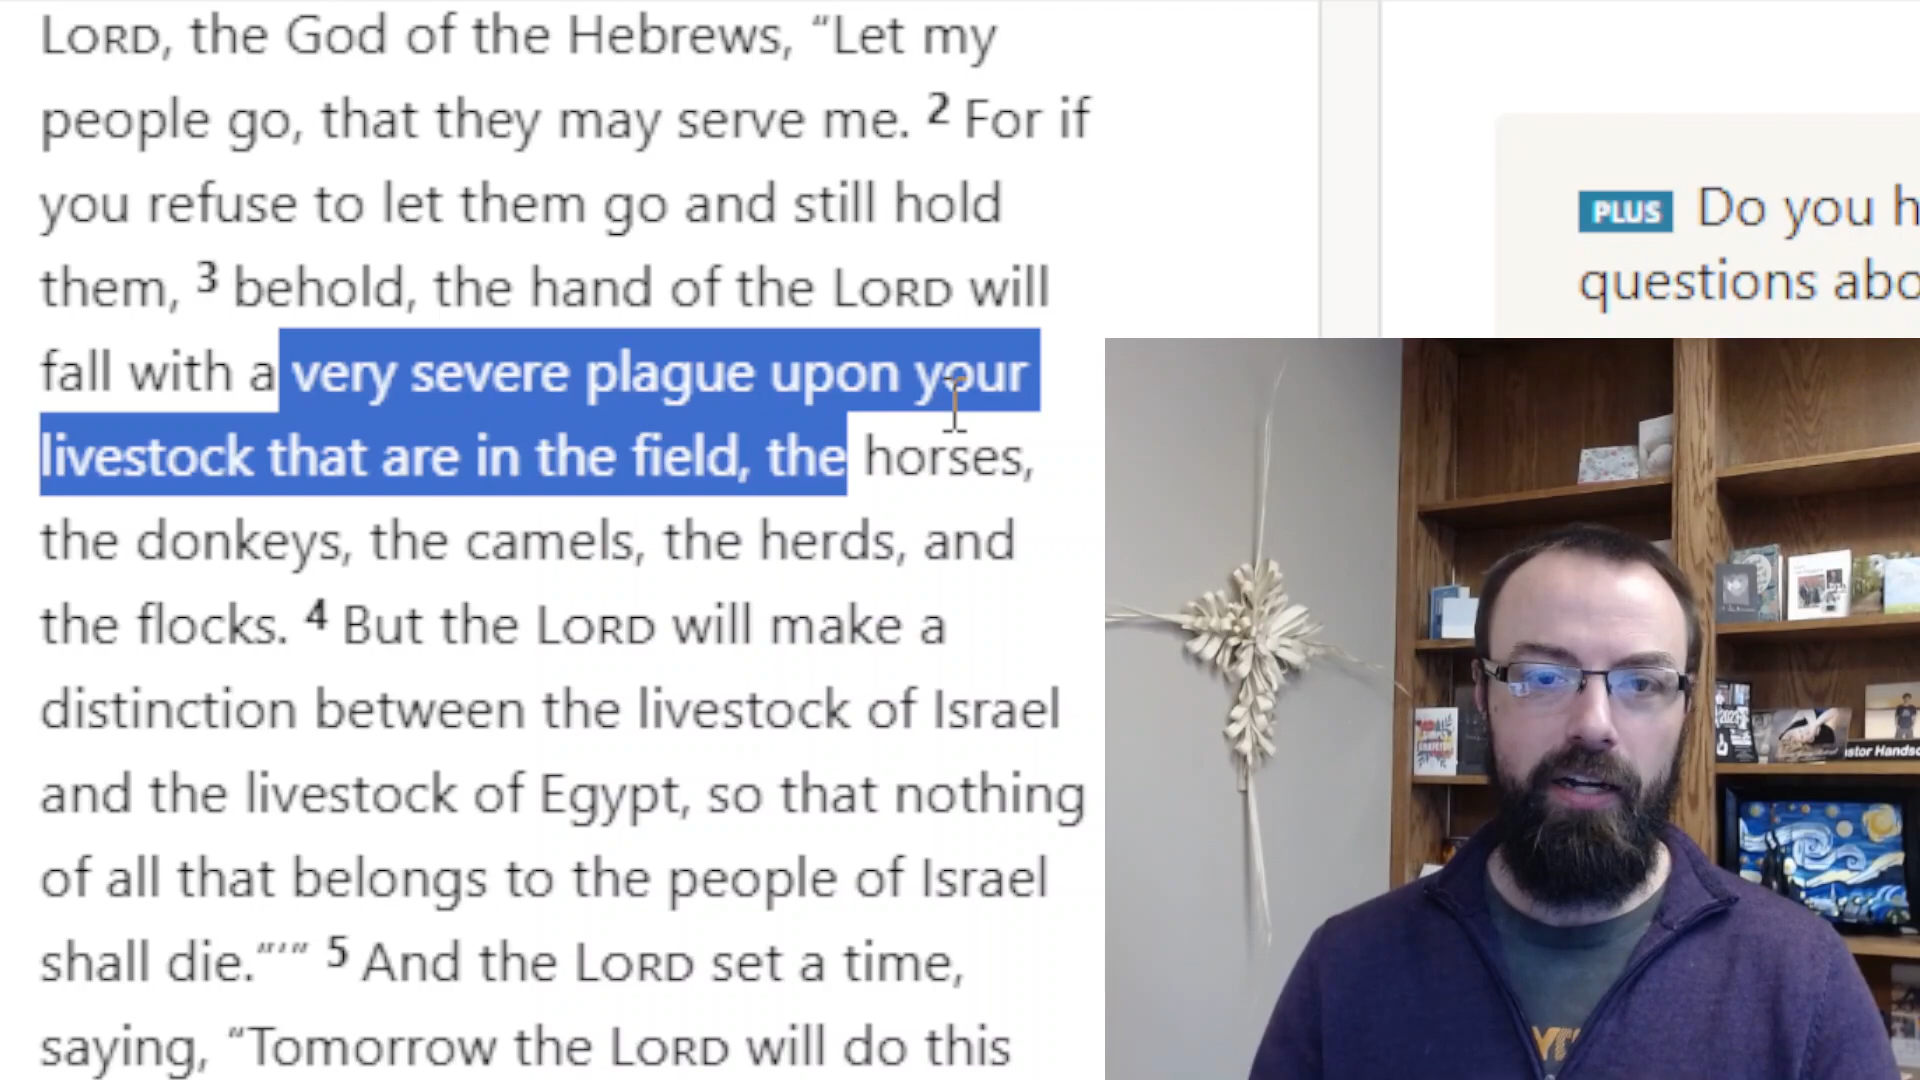 LORD, the God of the Hebrews, “Let my
people go, that they may serve me. 2 For if
you refuse to let them go and still hold
them, 3 behold, the hand of the LORD will
fall with a very severe plague upon your
livestock that are in the field, the horses,
the donkeys, the camels, the herds, and
the flocks. 4 But the LORD will make a
distinction between the livestock of Israel
and the livestock of Egypt, so that nothing
of all that belongs to the people of Israel
shall die.”’” 5 And the LORD set a time,
saying, “Tomorrow the LORD will do this
PLUS Do you h
questions abo
SIMPLY
2023
stor Handso